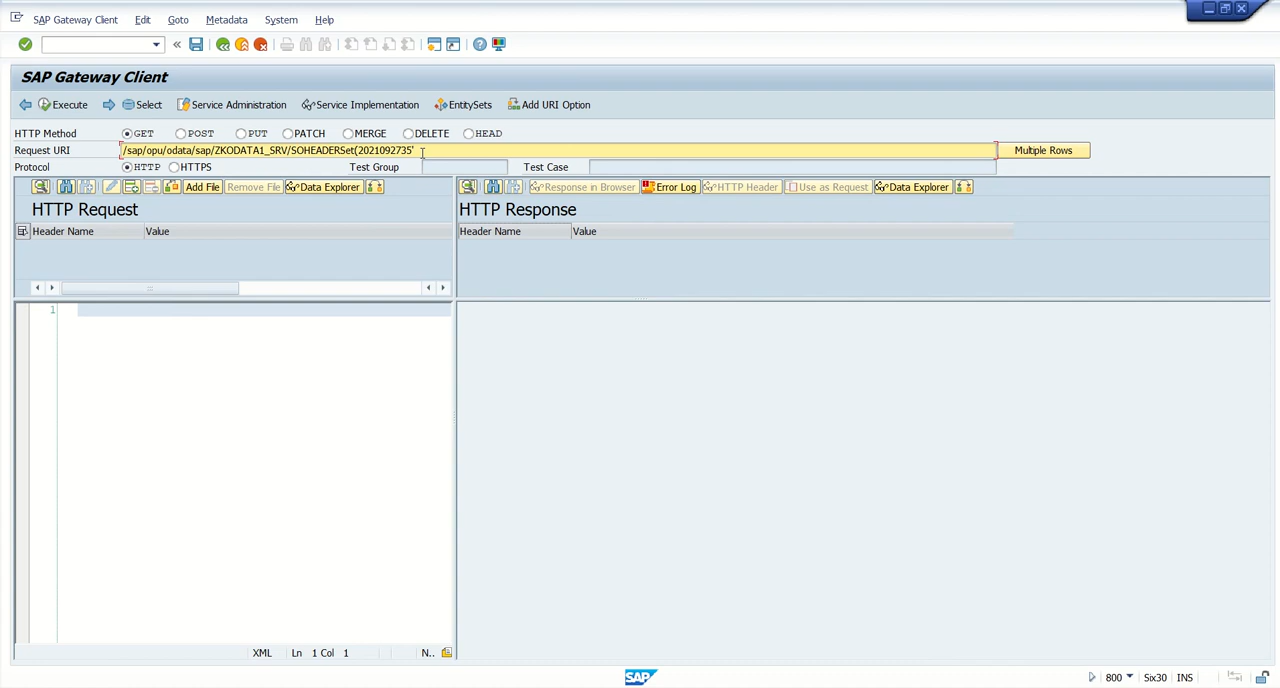 SAP Gateway Client Edit Goto Metadata System Help
SAP Gateway Client
Execute Select Service Administration Service Implementation EntitySets Add URI Option
HTTP Method GET POST PUT PATCH MERGE DELETE HEAD
Request URI /sap/opu/odata/sap/ZKODATA1_SRV/SOHEADERSet(2021092735' Multiple Rows
Protocol HTTP HTTPS Test Group Test Case
Add File Remove File Data Explorer Response in Browser Error Log HTTP Header Use as Request Data Explorer
HTTP Request HTTP Response
Header Name Value Header Name Value
1
XML Ln 1 Col 1 N..
SAP 800 Six30 INS